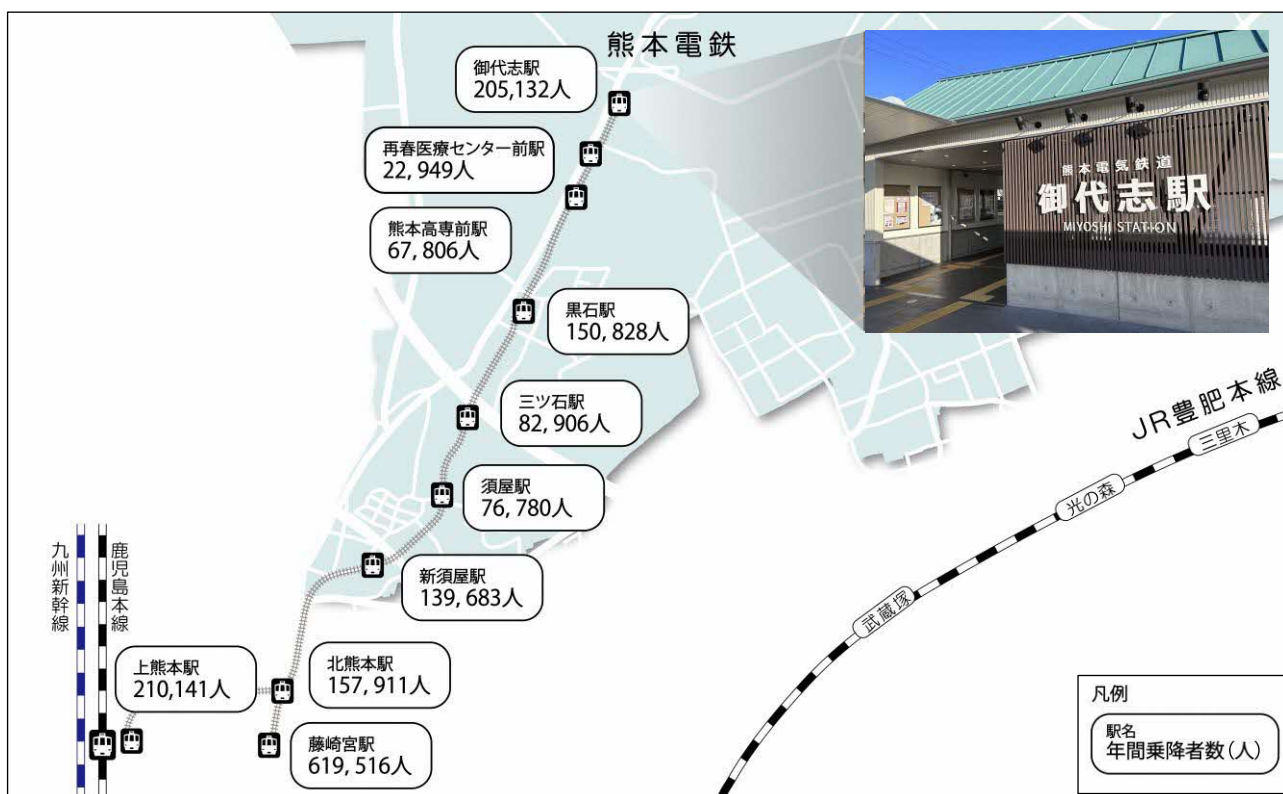 熊本電鉄
御代志駅
205,132人
再春医療センター前駅
22,949人
熊本高専前駅
67,806人
黒石駅
150,828人
三ツ石駅
82,906人
須屋駅
76,780人
新須屋駅
139,683人
北熊本駅
157,911人
上熊本駅
210,141人
藤崎宮駅
619,516人
熊本電気鉄道
御代志駅
MIYOSHI STATION
JR豊肥本線
三里木
光の森
武蔵塚
九州新幹線
鹿児島本線
凡例
駅名
年間乗降者数(人)